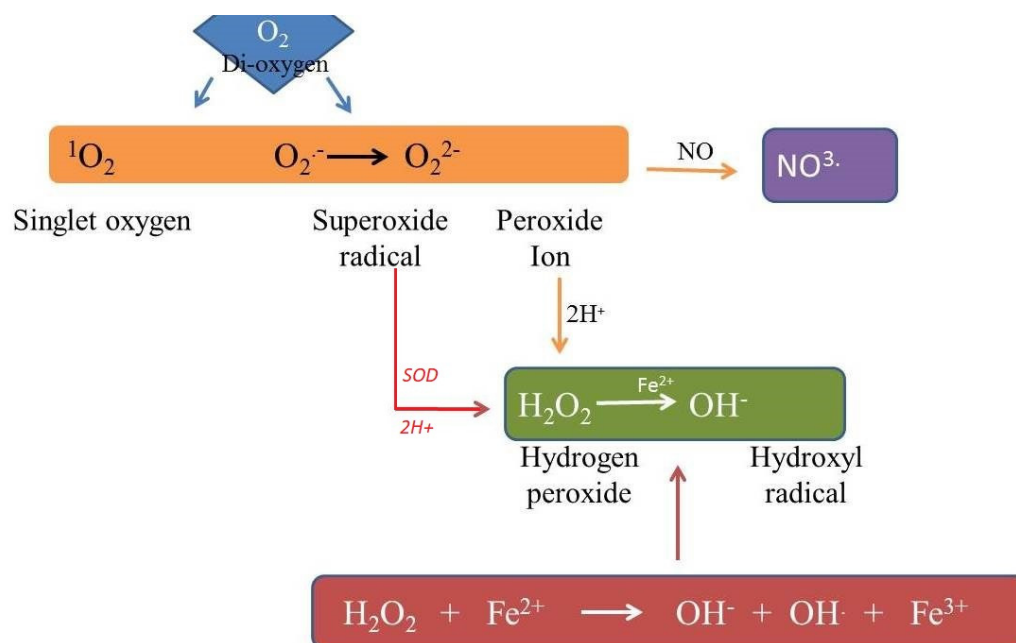 O₂
Di-oxygen
¹O₂ O₂·⁻ O₂²⁻
NO
NO³·
Singlet oxygen
Superoxide
radical
Peroxide
Ion
2H⁺
SOD
2H+
H₂O₂ Fe²⁺ OH⁻
Hydrogen
peroxide
Hydroxyl
radical
H₂O₂ + Fe²⁺ → OH⁻ + OH· + Fe³⁺